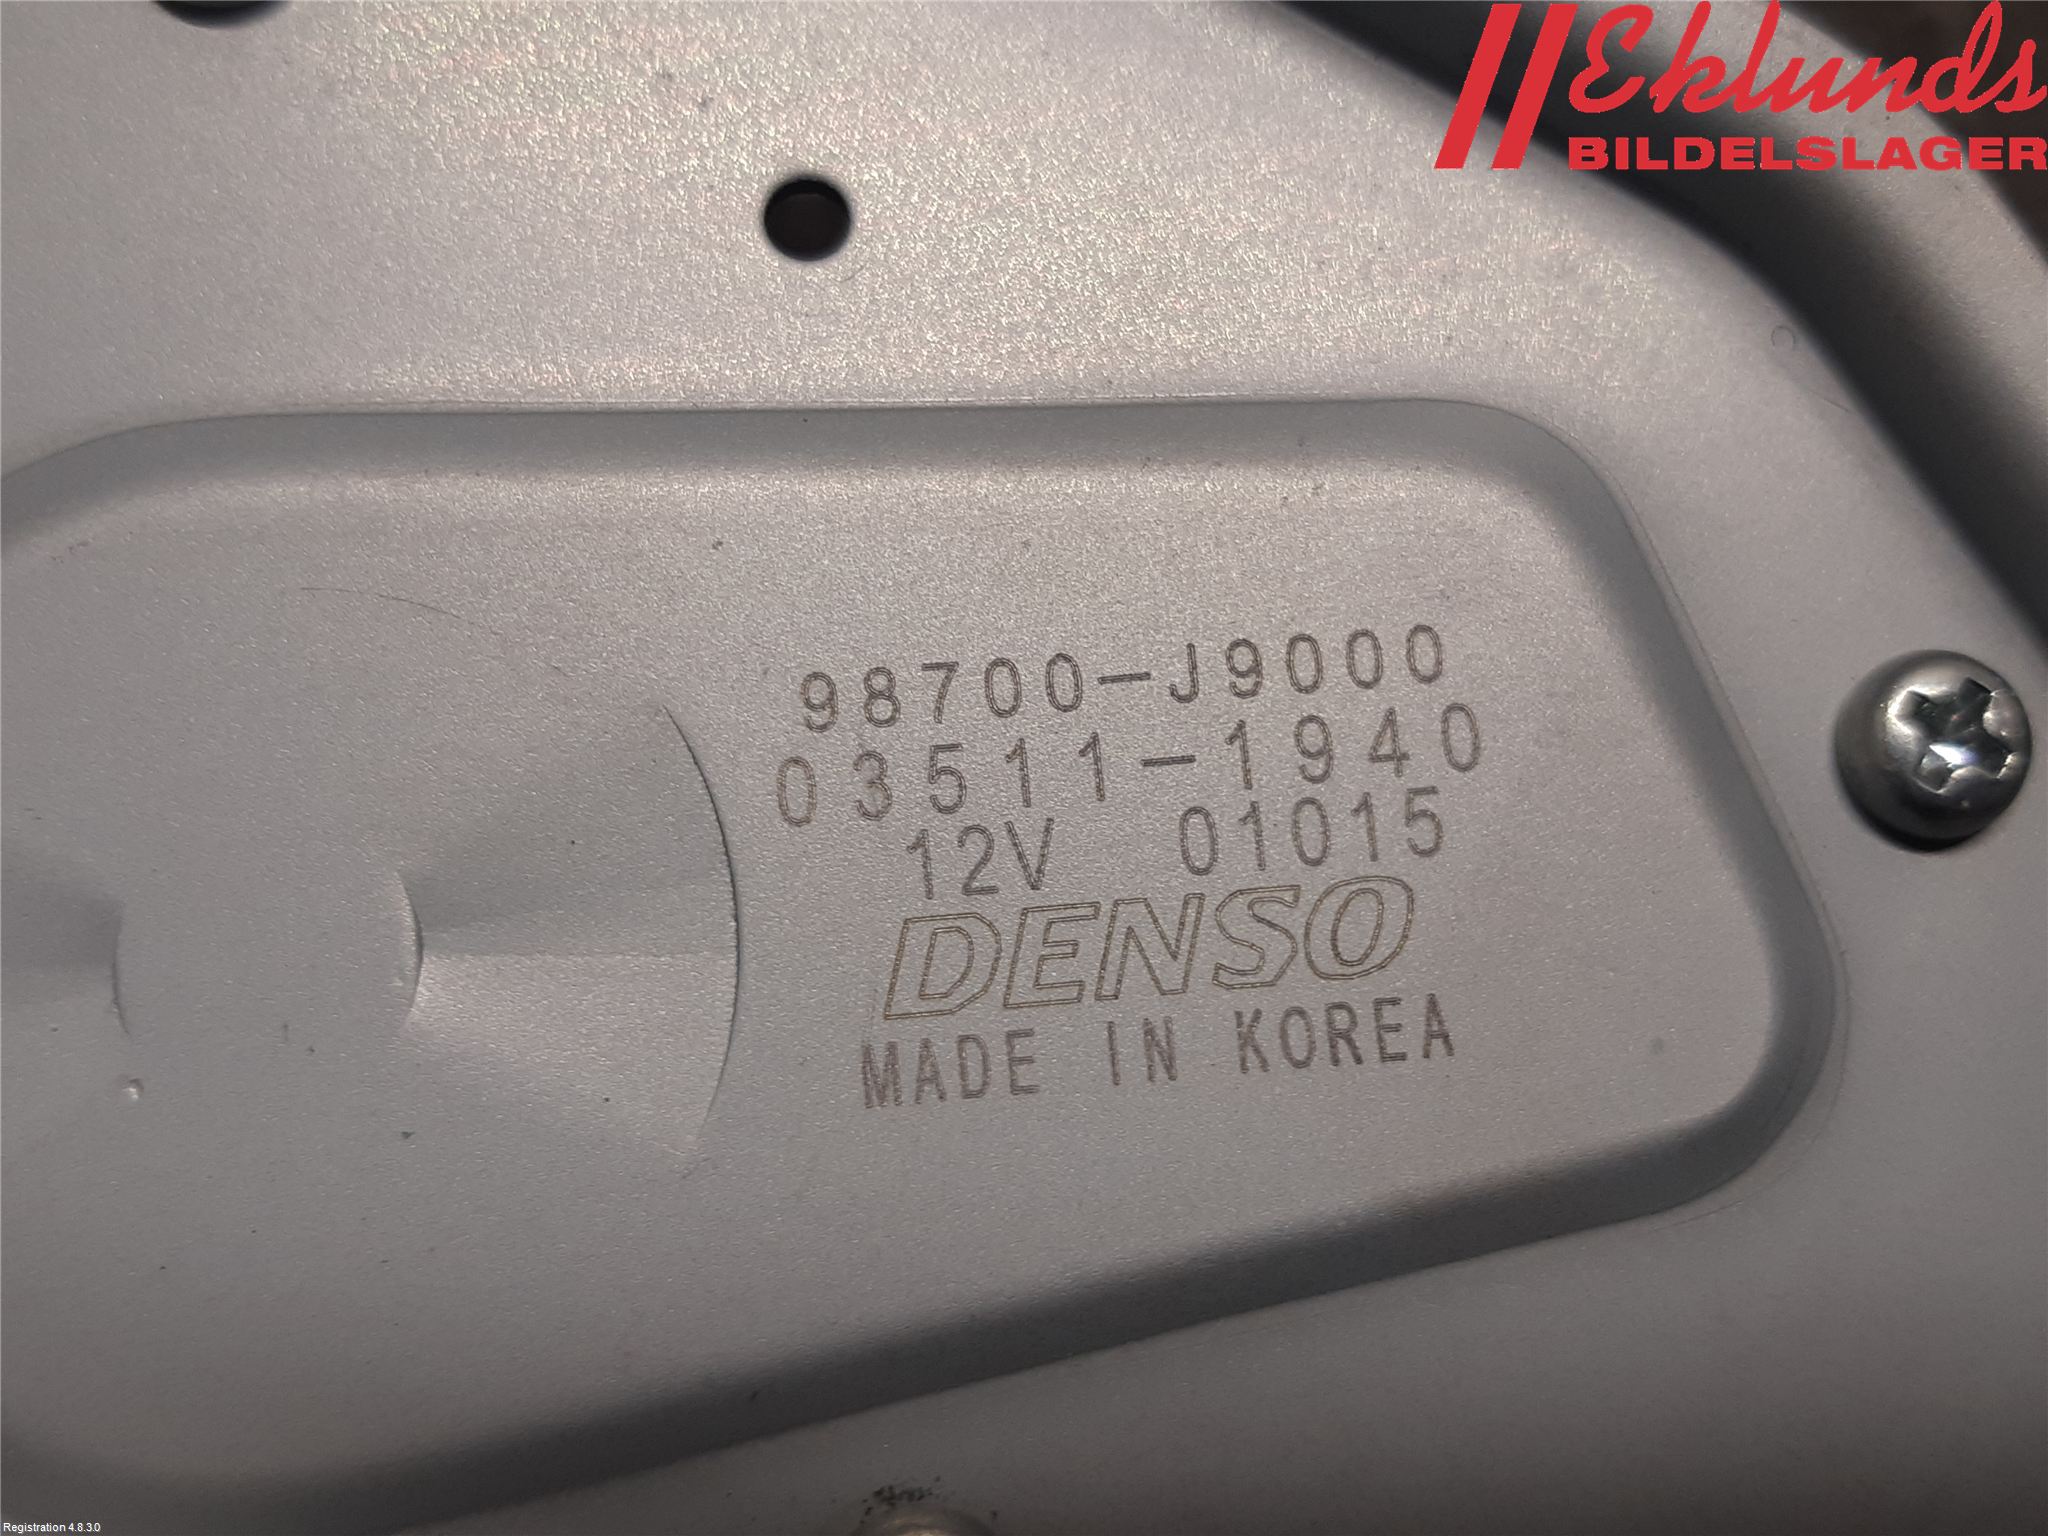 Eklunds
BILDELSLAGER
98700-J9000
03511-1940
12V 01015
DENSO
MADE IN KOREA
Registration 4.8.3.0